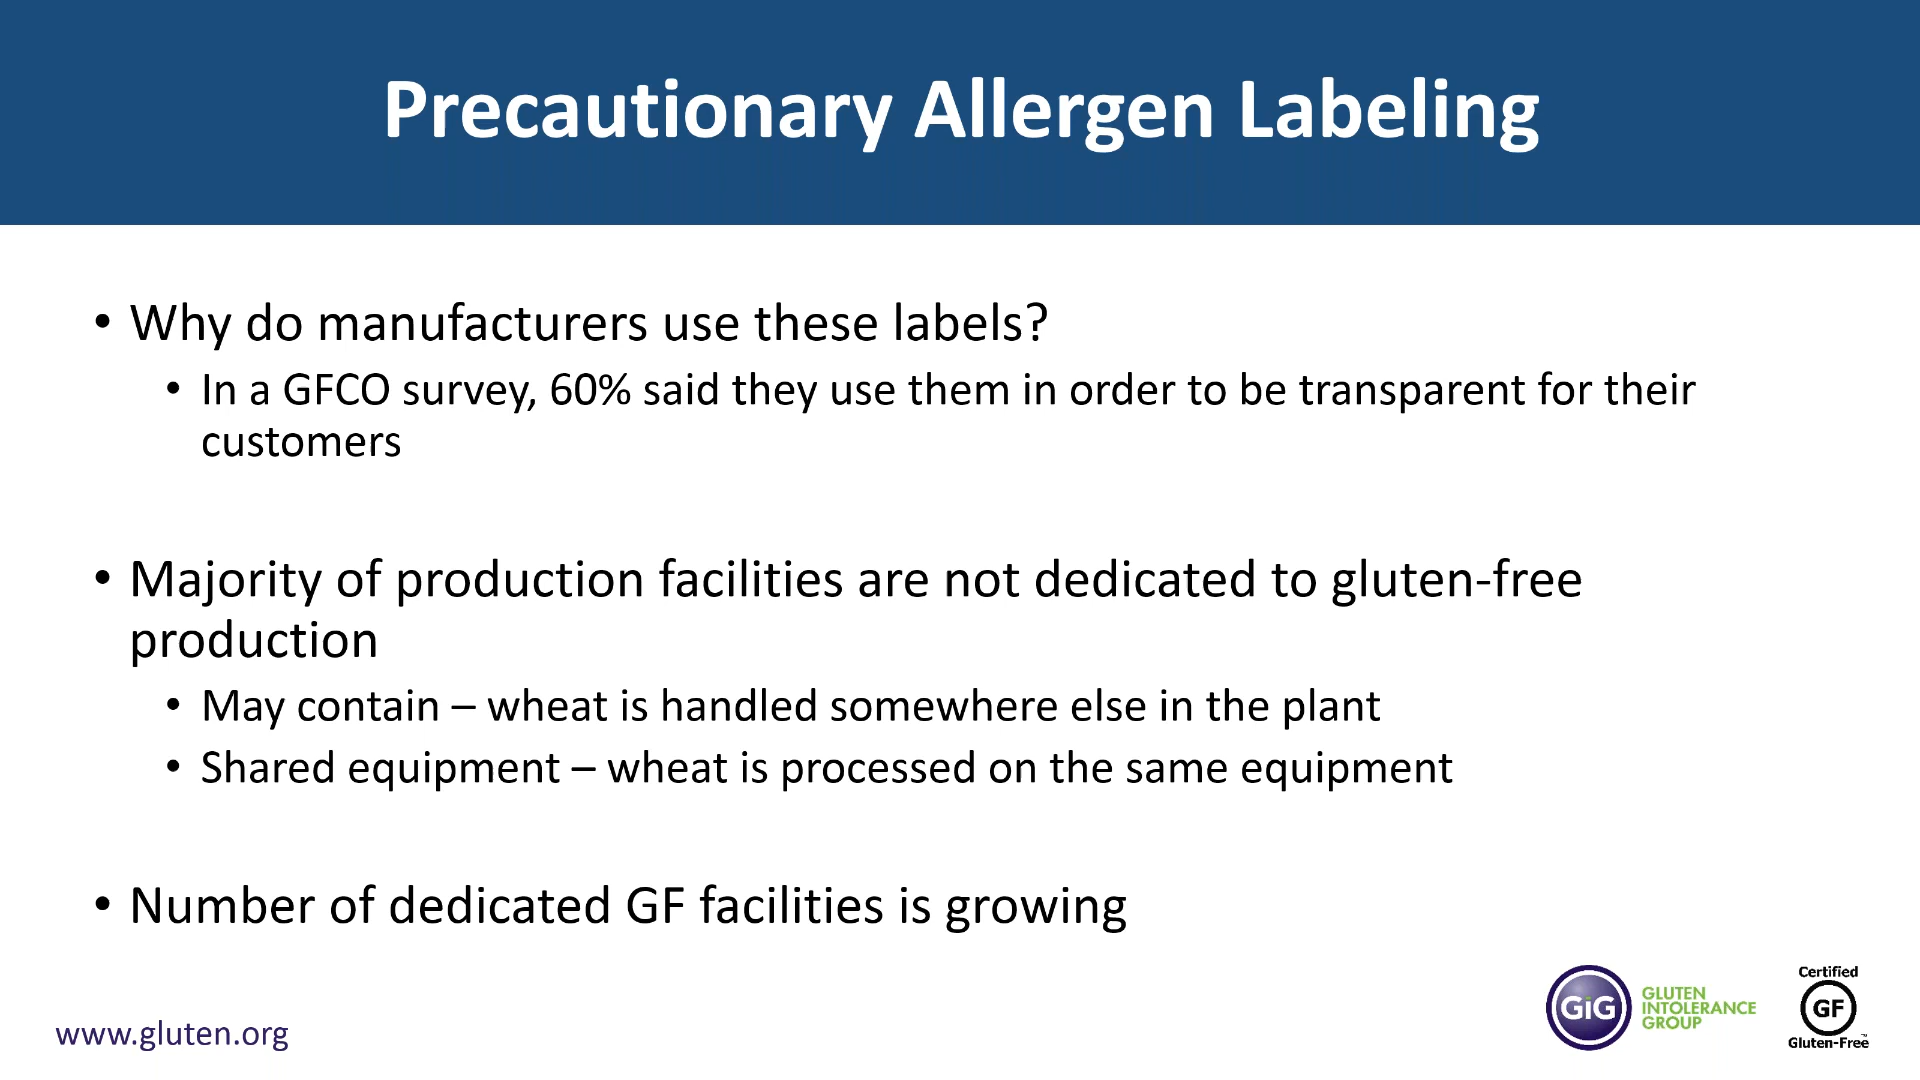 Precautionary Allergen Labeling
• Why do manufacturers use these labels?
• In a GFCO survey, 60% said they use them in order to be transparent for their
customers
• Majority of production facilities are not dedicated to gluten-free
production
• May contain – wheat is handled somewhere else in the plant
• Shared equipment – wheat is processed on the same equipment
• Number of dedicated GF facilities is growing
www.gluten.org
GiG
GLUTEN
INTOLERANCE
GROUP
Certified
GF
Gluten-Free
™